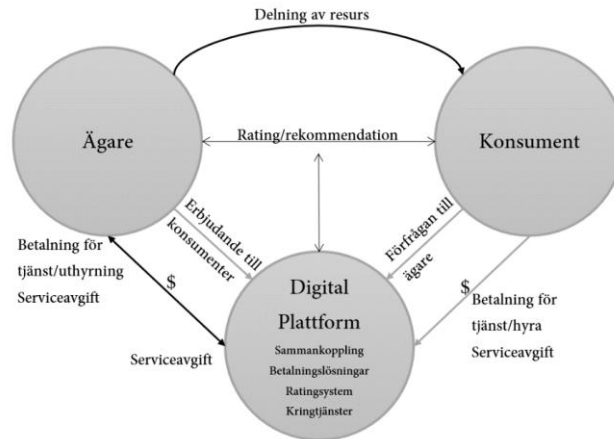 Delning av resurs
Ägare
Rating/rekommendation
Konsument
Erbjudande till
konsumenter
Förfrågan till
ägare
Betalning för
tjänst/uthyrning
Serviceavgift
$
$
Betalning för
tjänst/hyra
Serviceavgift
Serviceavgift
Digital
Plattform
Sammankoppling
Betalningslösningar
Ratingsystem
Kringtjänster